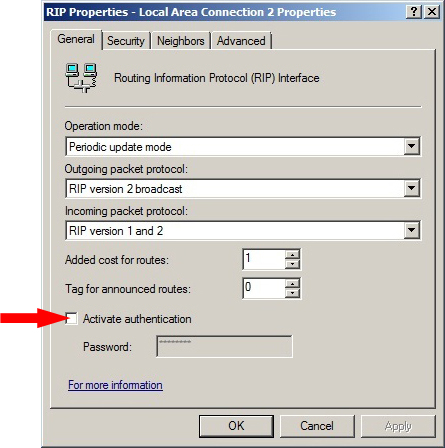 RIP Properties - Local Area Connection 2 Properties
General Security Neighbors Advanced
Routing Information Protocol (RIP) Interface
Operation mode:
Periodic update mode
Outgoing packet protocol:
RIP version 2 broadcast
Incoming packet protocol:
RIP version 1 and 2
Added cost for routes: 1
Tag for announced routes: 0
Activate authentication
Password: ********
For more information
OK Cancel Apply